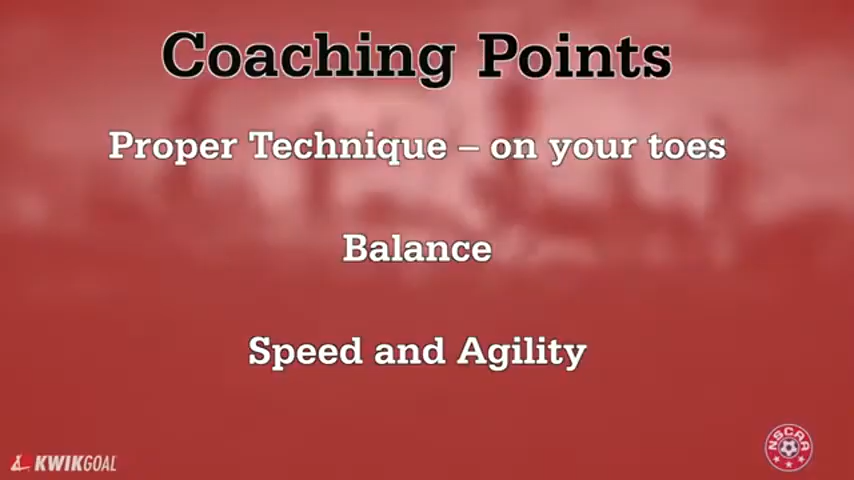 Coaching Points
Proper Technique – on your toes
Balance
Speed and Agility
KWIKGOAL
NSCAA